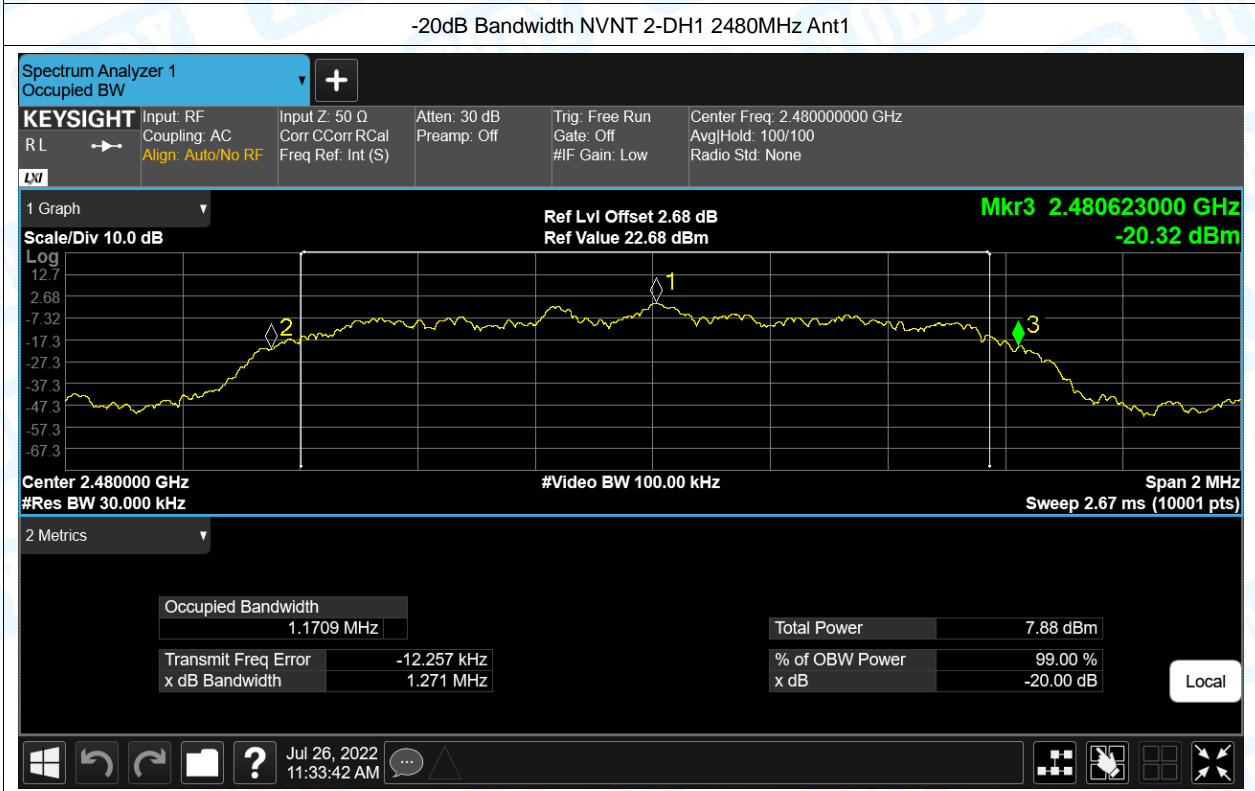 -20dB Bandwidth NVNT 2-DH1 2480MHz Ant1
Spectrum Analyzer 1
Occupied BW
KEYSIGHT
R L
LXI
Input: RF
Coupling: AC
Align: Auto/No RF
Input Z: 50 Ω
Corr CCorr RCal
Freq Ref: Int (S)
Atten: 30 dB
Preamp: Off
Trig: Free Run
Gate: Off
#IF Gain: Low
Center Freq: 2.480000000 GHz
Avg|Hold: 100/100
Radio Std: None
1 Graph
Scale/Div 10.0 dB
Ref Lvl Offset 2.68 dB
Ref Value 22.68 dBm
Mkr3 2.480623000 GHz
-20.32 dBm
Log
12.7
2.68
-7.32
-17.3
-27.3
-37.3
-47.3
-57.3
-67.3
1
2
3
Center 2.480000 GHz
#Video BW 100.00 kHz
Span 2 MHz
#Res BW 30.000 kHz
Sweep 2.67 ms (10001 pts)
2 Metrics
Occupied Bandwidth
1.1709 MHz
Total Power 7.88 dBm
Transmit Freq Error -12.257 kHz
% of OBW Power 99.00 %
x dB Bandwidth 1.271 MHz
x dB -20.00 dB
Local
?
Jul 26, 2022
11:33:42 AM